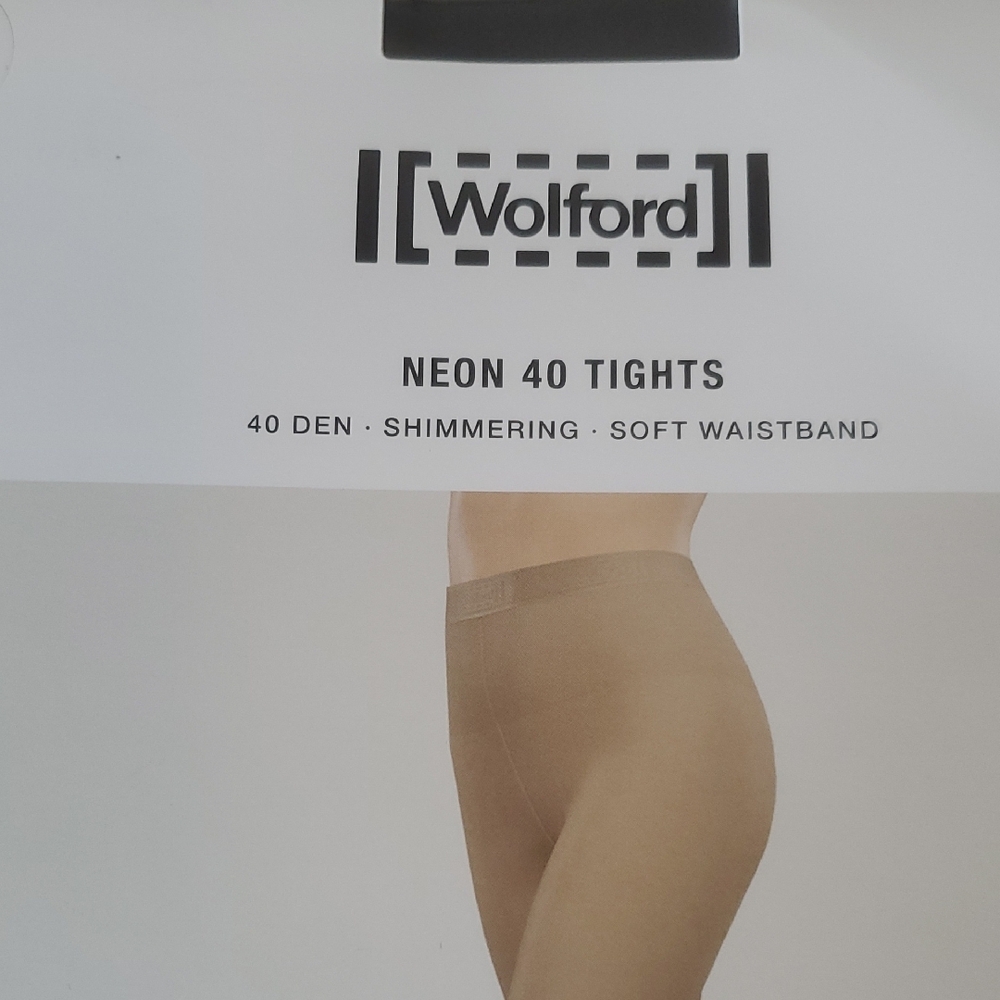 Wolford
NEON 40 TIGHTS
40 DEN · SHIMMERING · SOFT WAISTBAND